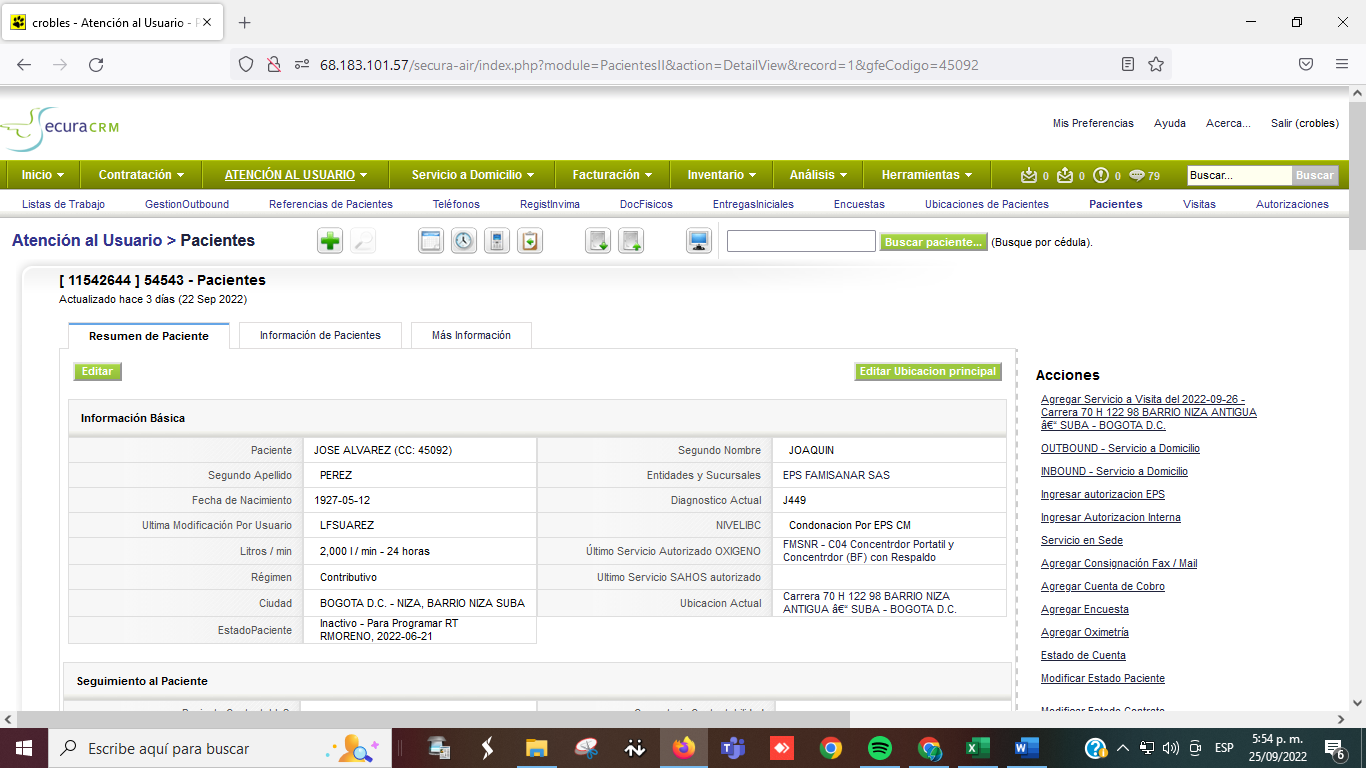 crobles - Atención al Usuario - P
68.183.101.57/secura-air/index.php?module=PacientesII&action=DetailView&record=1&gfeCodigo=45092
ecura CRM
Mis Preferencias Ayuda Acerca... Salir (crobles)
Inicio Contratación ATENCIÓN AL USUARIO Servicio a Domicilio Facturación Inventario Análisis Herramientas 0 0 0 79 Buscar... Buscar
Listas de Trabajo GestionOutbound Referencias de Pacientes Teléfonos RegistInvima DocFisicos EntregasIniciales Encuestas Ubicaciones de Pacientes Pacientes Visitas Autorizaciones
Atención al Usuario > Pacientes Buscar paciente... (Busque por cédula).
[ 11542644 ] 54543 - Pacientes
Actualizado hace 3 días (22 Sep 2022)
Resumen de Paciente Información de Pacientes Más Información
Editar Editar Ubicacion principal
Información Básica
Paciente JOSE ALVAREZ (CC: 45092) Segundo Nombre JOAQUIN
Segundo Apellido PEREZ Entidades y Sucursales EPS FAMISANAR SAS
Fecha de Nacimiento 1927-05-12 Diagnostico Actual J449
Ultima Modificación Por Usuario LFSUAREZ NIVELIBC Condonacion Por EPS CM
Litros / min 2,000 l / min - 24 horas Último Servicio Autorizado OXIGENO FMSNR - C04 Concentrdor Portatil y
Concentrdor (BF) con Respaldo
Régimen Contributivo Ultimo Servicio SAHOS autorizado
Ciudad BOGOTA D.C. - NIZA, BARRIO NIZA SUBA Ubicacion Actual Carrera 70 H 122 98 BARRIO NIZA
ANTIGUA â€“ SUBA - BOGOTA D.C.
EstadoPaciente Inactivo - Para Programar RT
RMORENO, 2022-06-21
Seguimiento al Paciente
Acciones
Agregar Servicio a Visita del 2022-09-26 -
Carrera 70 H 122 98 BARRIO NIZA ANTIGUA
â€“ SUBA - BOGOTA D.C.
OUTBOUND - Servicio a Domicilio
INBOUND - Servicio a Domicilio
Ingresar autorizacion EPS
Ingresar Autorizacion Interna
Servicio en Sede
Agregar Consignación Fax / Mail
Agregar Cuenta de Cobro
Agregar Encuesta
Agregar Oximetría
Estado de Cuenta
Modificar Estado Paciente
Modificar Estado Contrato
Escribe aquí para buscar
ESP
5:54 p. m.
25/09/2022
6